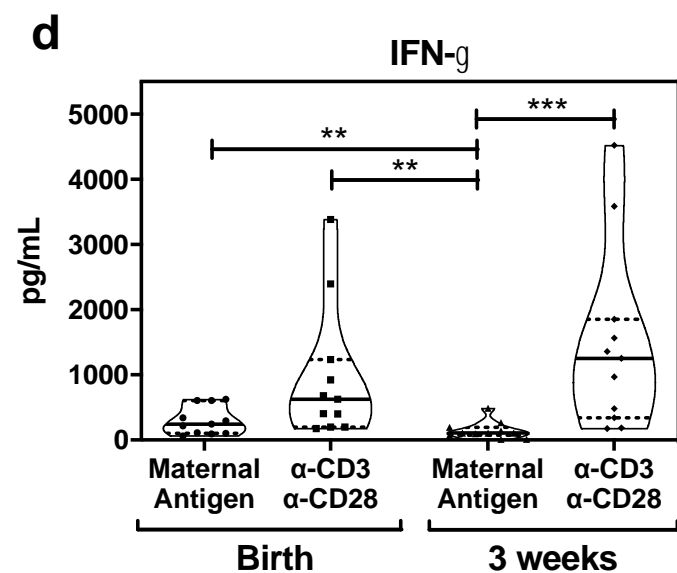 d
IFN-g
pg/mL
5000
4000
3000
2000
1000
0
**
**
***
Maternal
Antigen
α-CD3
α-CD28
Maternal
Antigen
α-CD3
α-CD28
Birth
3 weeks